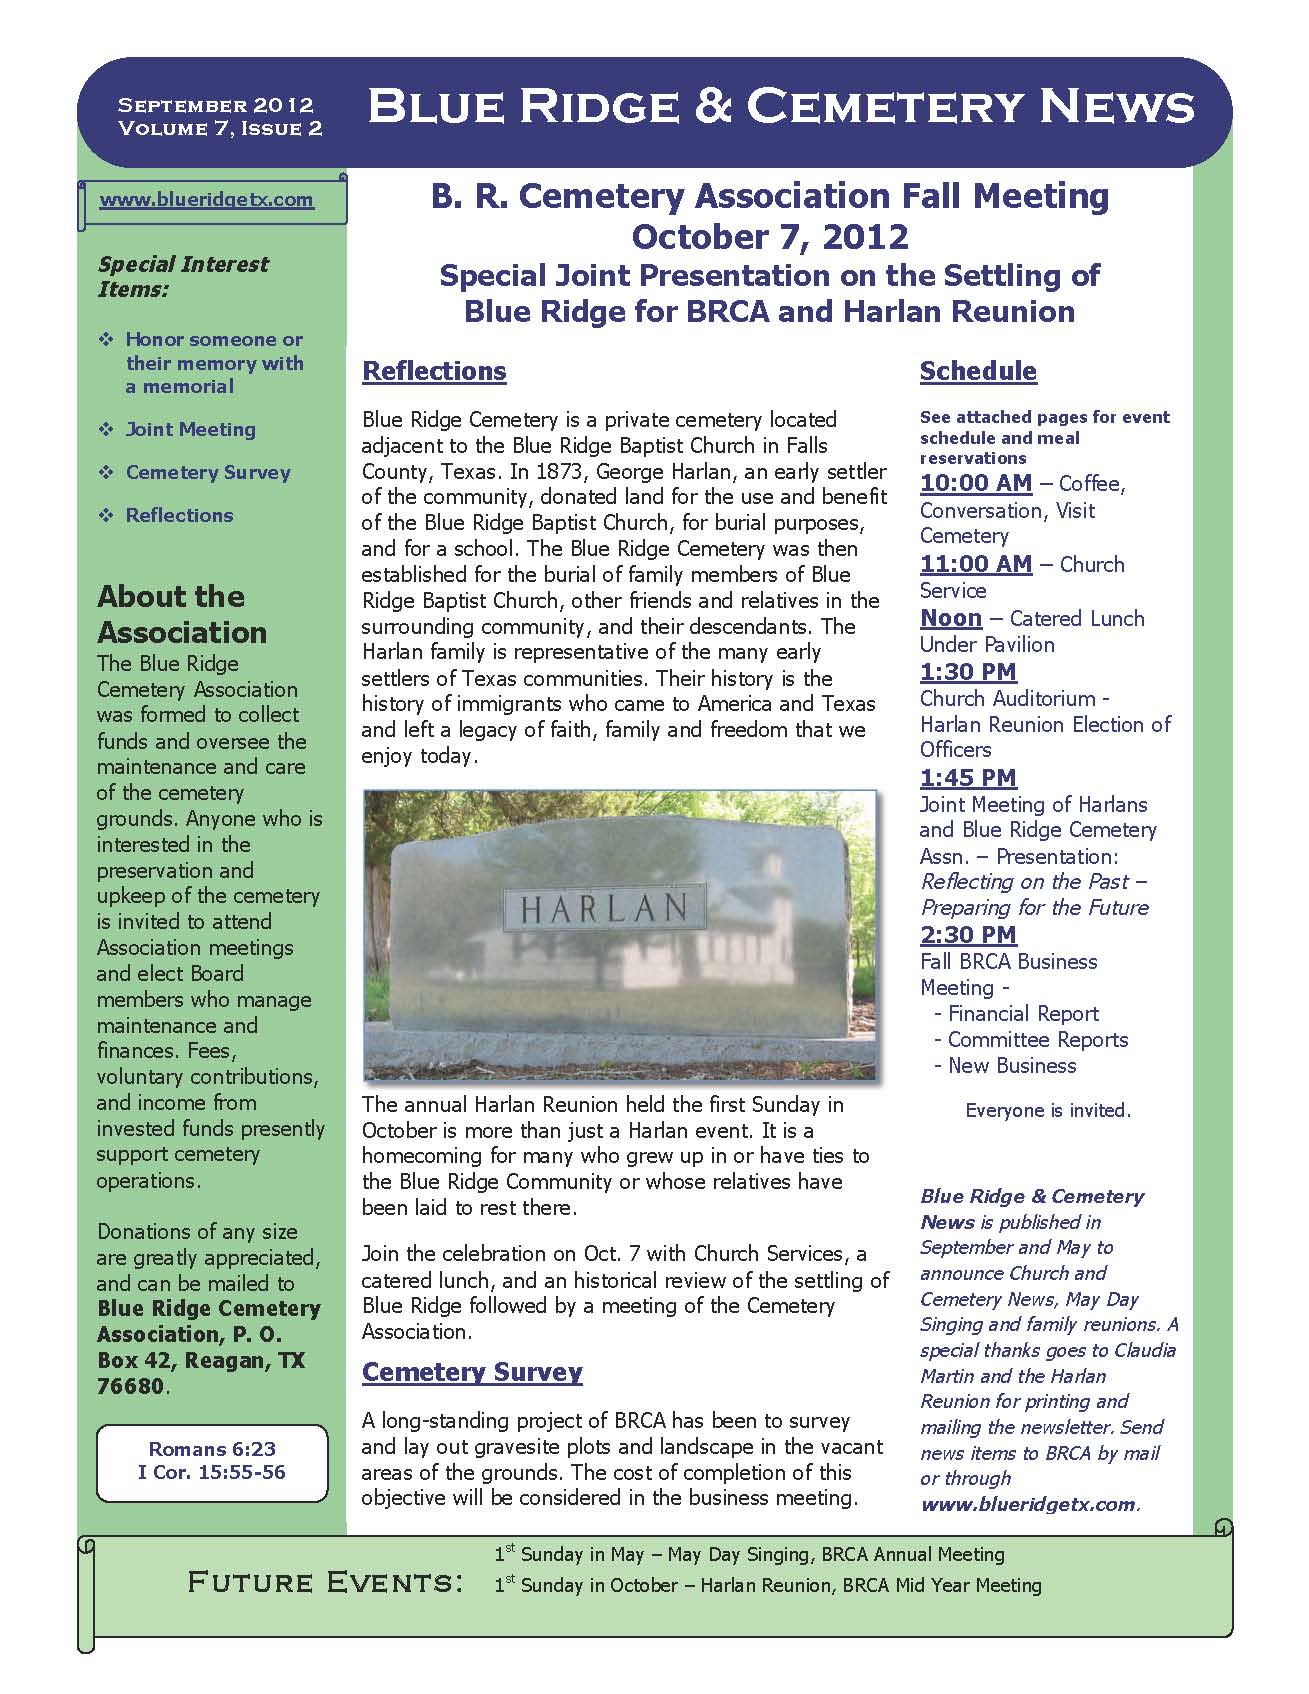 September 2012
Volume 7, Issue 2
Blue Ridge & Cemetery News
www.blueridgetx.com
Special Interest
Items:
❖ Honor someone or
their memory with
a memorial
❖ Joint Meeting
❖ Cemetery Survey
❖ Reflections
About the
Association
The Blue Ridge
Cemetery Association
was formed to collect
funds and oversee the
maintenance and care
of the cemetery
grounds. Anyone who is
interested in the
preservation and
upkeep of the cemetery
is invited to attend
Association meetings
and elect Board
members who manage
maintenance and
finances. Fees,
voluntary contributions,
and income from
invested funds presently
support cemetery
operations.
Donations of any size
are greatly appreciated,
and can be mailed to
Blue Ridge Cemetery
Association, P. O.
Box 42, Reagan, TX
76680.
Romans 6:23
I Cor. 15:55-56
B. R. Cemetery Association Fall Meeting
October 7, 2012
Special Joint Presentation on the Settling of
Blue Ridge for BRCA and Harlan Reunion
Reflections
Blue Ridge Cemetery is a private cemetery located
adjacent to the Blue Ridge Baptist Church in Falls
County, Texas. In 1873, George Harlan, an early settler
of the community, donated land for the use and benefit
of the Blue Ridge Baptist Church, for burial purposes,
and for a school. The Blue Ridge Cemetery was then
established for the burial of family members of Blue
Ridge Baptist Church, other friends and relatives in the
surrounding community, and their descendants. The
Harlan family is representative of the many early
settlers of Texas communities. Their history is the
history of immigrants who came to America and Texas
and left a legacy of faith, family and freedom that we
enjoy today.
HARLAN
The annual Harlan Reunion held the first Sunday in
October is more than just a Harlan event. It is a
homecoming for many who grew up in or have ties to
the Blue Ridge Community or whose relatives have
been laid to rest there.
Join the celebration on Oct. 7 with Church Services, a
catered lunch, and an historical review of the settling of
Blue Ridge followed by a meeting of the Cemetery
Association.
Cemetery Survey
A long-standing project of BRCA has been to survey
and lay out gravesite plots and landscape in the vacant
areas of the grounds. The cost of completion of this
objective will be considered in the business meeting.
Schedule
See attached pages for event
schedule and meal
reservations
10:00 AM – Coffee,
Conversation, Visit
Cemetery
11:00 AM – Church
Service
Noon – Catered Lunch
Under Pavilion
1:30 PM
Church Auditorium -
Harlan Reunion Election of
Officers
1:45 PM
Joint Meeting of Harlans
and Blue Ridge Cemetery
Assn. – Presentation:
Reflecting on the Past –
Preparing for the Future
2:30 PM
Fall BRCA Business
Meeting -
- Financial Report
- Committee Reports
- New Business
Everyone is invited.
Blue Ridge & Cemetery
News is published in
September and May to
announce Church and
Cemetery News, May Day
Singing and family reunions. A
special thanks goes to Claudia
Martin and the Harlan
Reunion for printing and
mailing the newsletter. Send
news items to BRCA by mail
or through
www.blueridgetx.com.
Future Events:
1st Sunday in May – May Day Singing, BRCA Annual Meeting
1st Sunday in October – Harlan Reunion, BRCA Mid Year Meeting